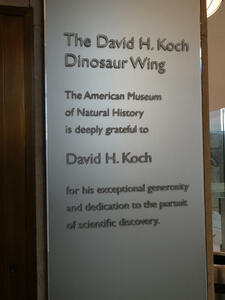 The David H. Koch
Dinosaur Wing
The American Museum
of Natural History
is deeply grateful to
David H. Koch
for his exceptional generosity
and dedication to the pursuit
of scientific discovery.